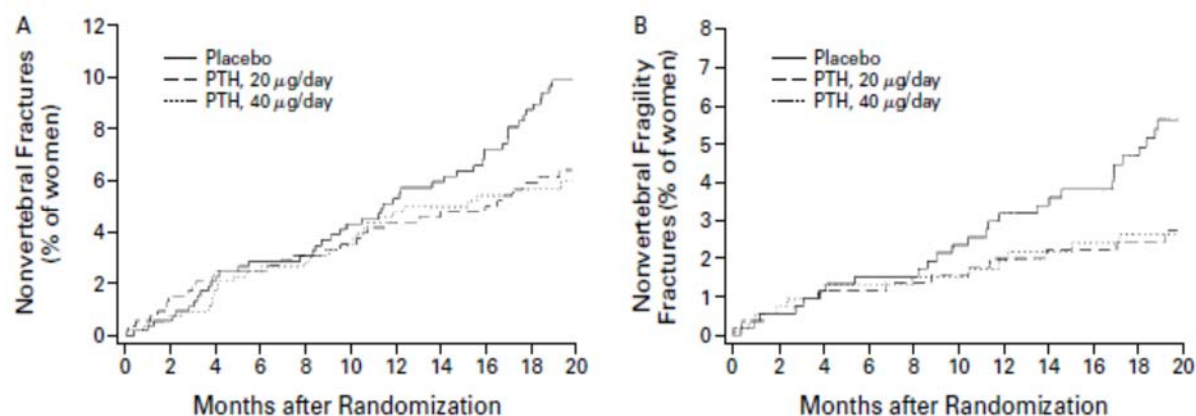 A
Nonvertebral Fractures
(% of women)
12
10
8
6
4
2
0
Placebo
PTH, 20 μg/day
PTH, 40 μg/day
0 2 4 6 8 10 12 14 16 18 20
Months after Randomization
B
Nonvertebral Fragility
Fractures (% of women)
8
7
6
5
4
3
2
1
0
Placebo
PTH, 20 μg/day
PTH, 40 μg/day
0 2 4 6 8 10 12 14 16 18 20
Months after Randomization